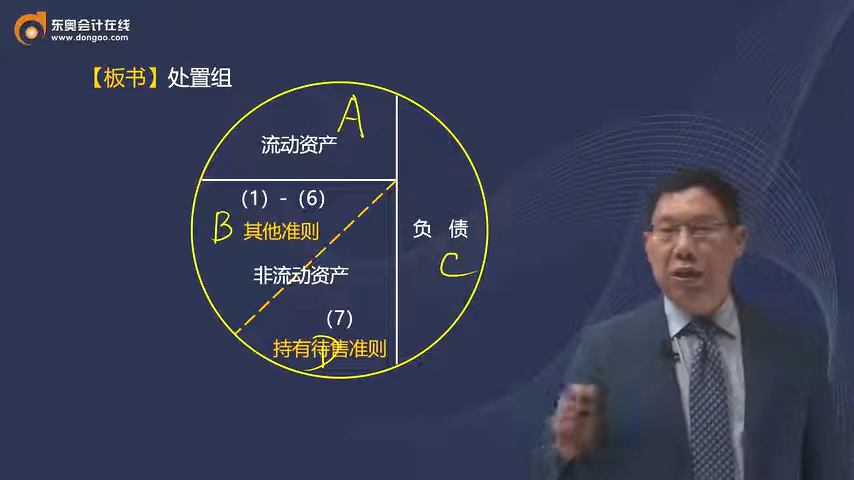 东奥会计在线
www.dongao.com
【板书】处置组
A
流动资产
(1) - (6)
B 其他准则
负 债
C
非流动资产
(7)
持有待售准则
D